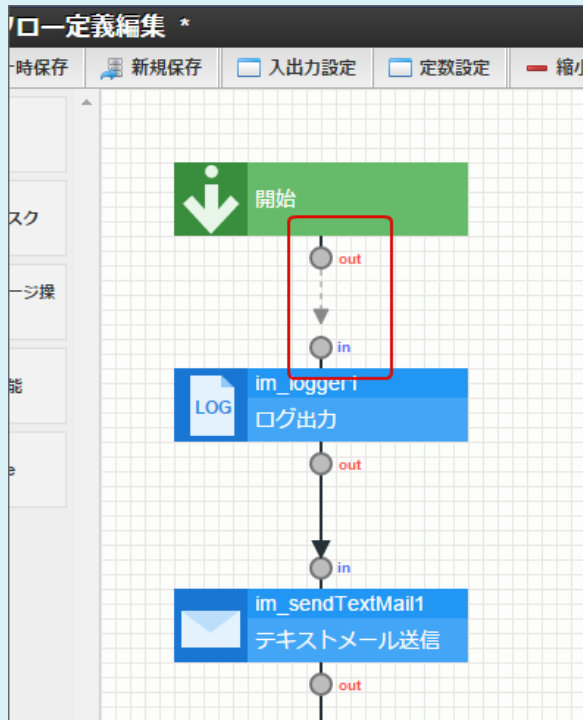 フロー定義編集 *
時保存 新規保存 入出力設定 定数設定 縮小
スク
ージ操
能
e
開始
out
in
im_logger1
LOG
ログ出力
out
in
im_sendTextMail1
テキストメール送信
out